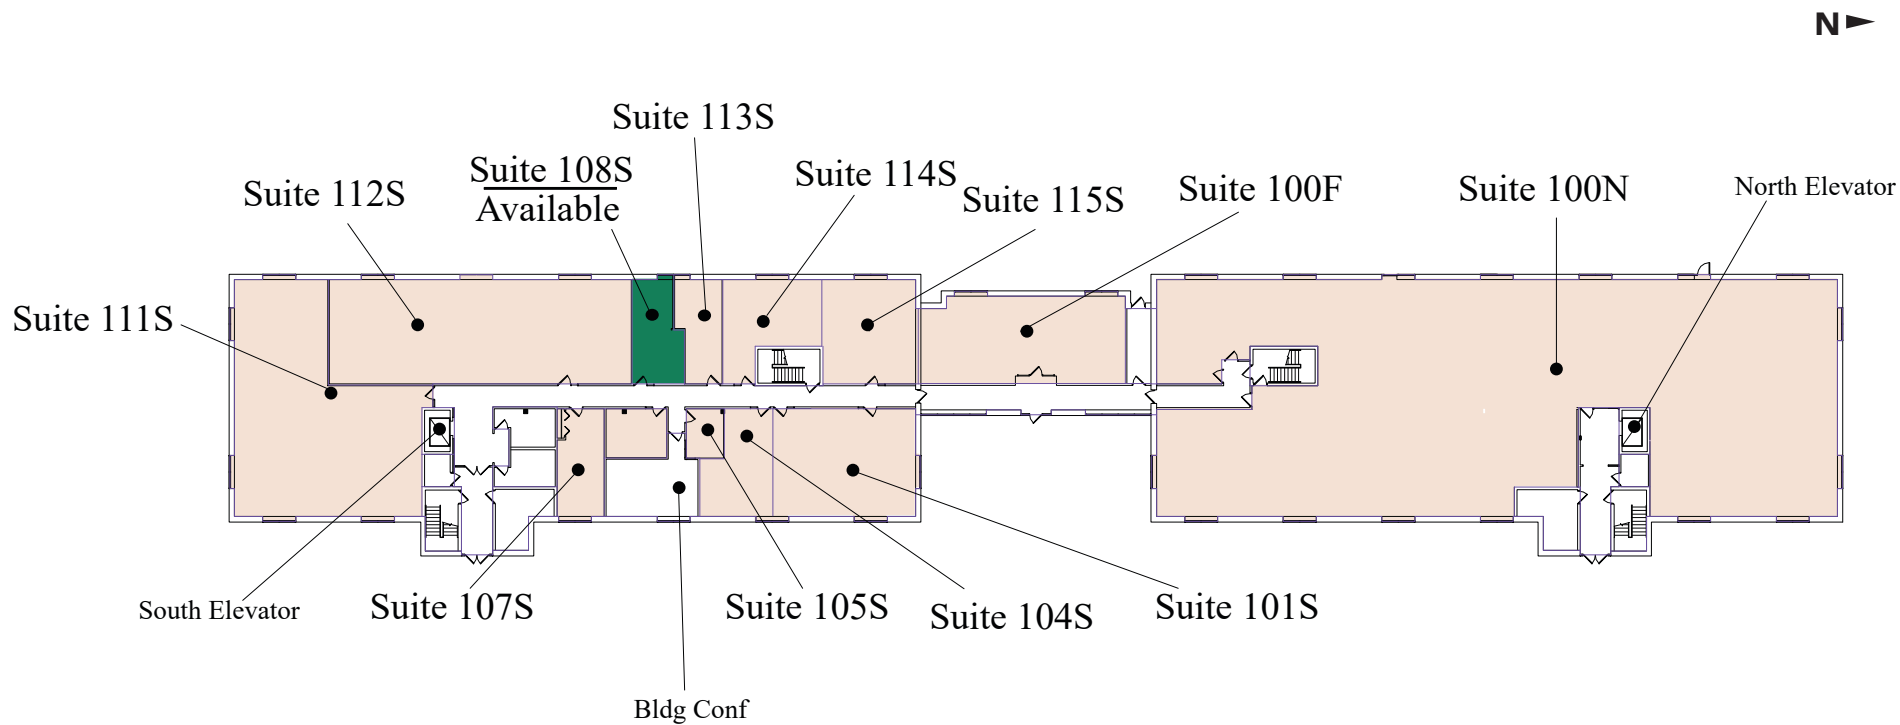 N
Suite 113S
Suite 108S
Available
Suite 114S
Suite 112S
Suite 115S
Suite 100F
Suite 100N
North Elevator
Suite 111S
South Elevator
Suite 107S
Suite 105S
Suite 104S
Suite 101S
Bldg Conf